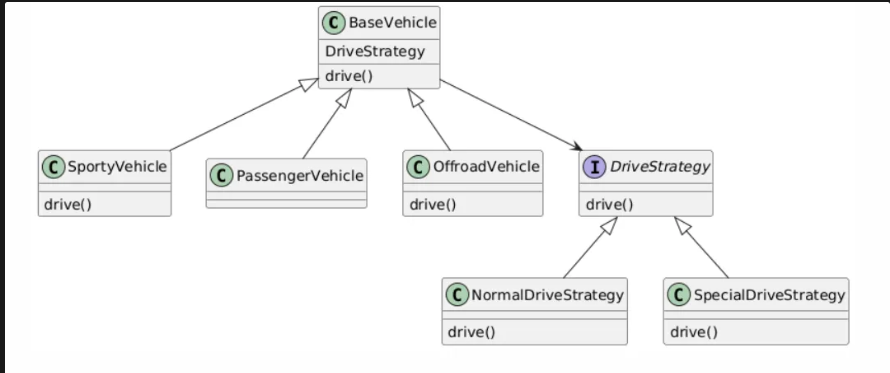 C BaseVehicle
DriveStrategy
drive()
C SportyVehicle
drive()
C PassengerVehicle
C OffroadVehicle
drive()
I DriveStrategy
drive()
C NormalDriveStrategy
drive()
C SpecialDriveStrategy
drive()